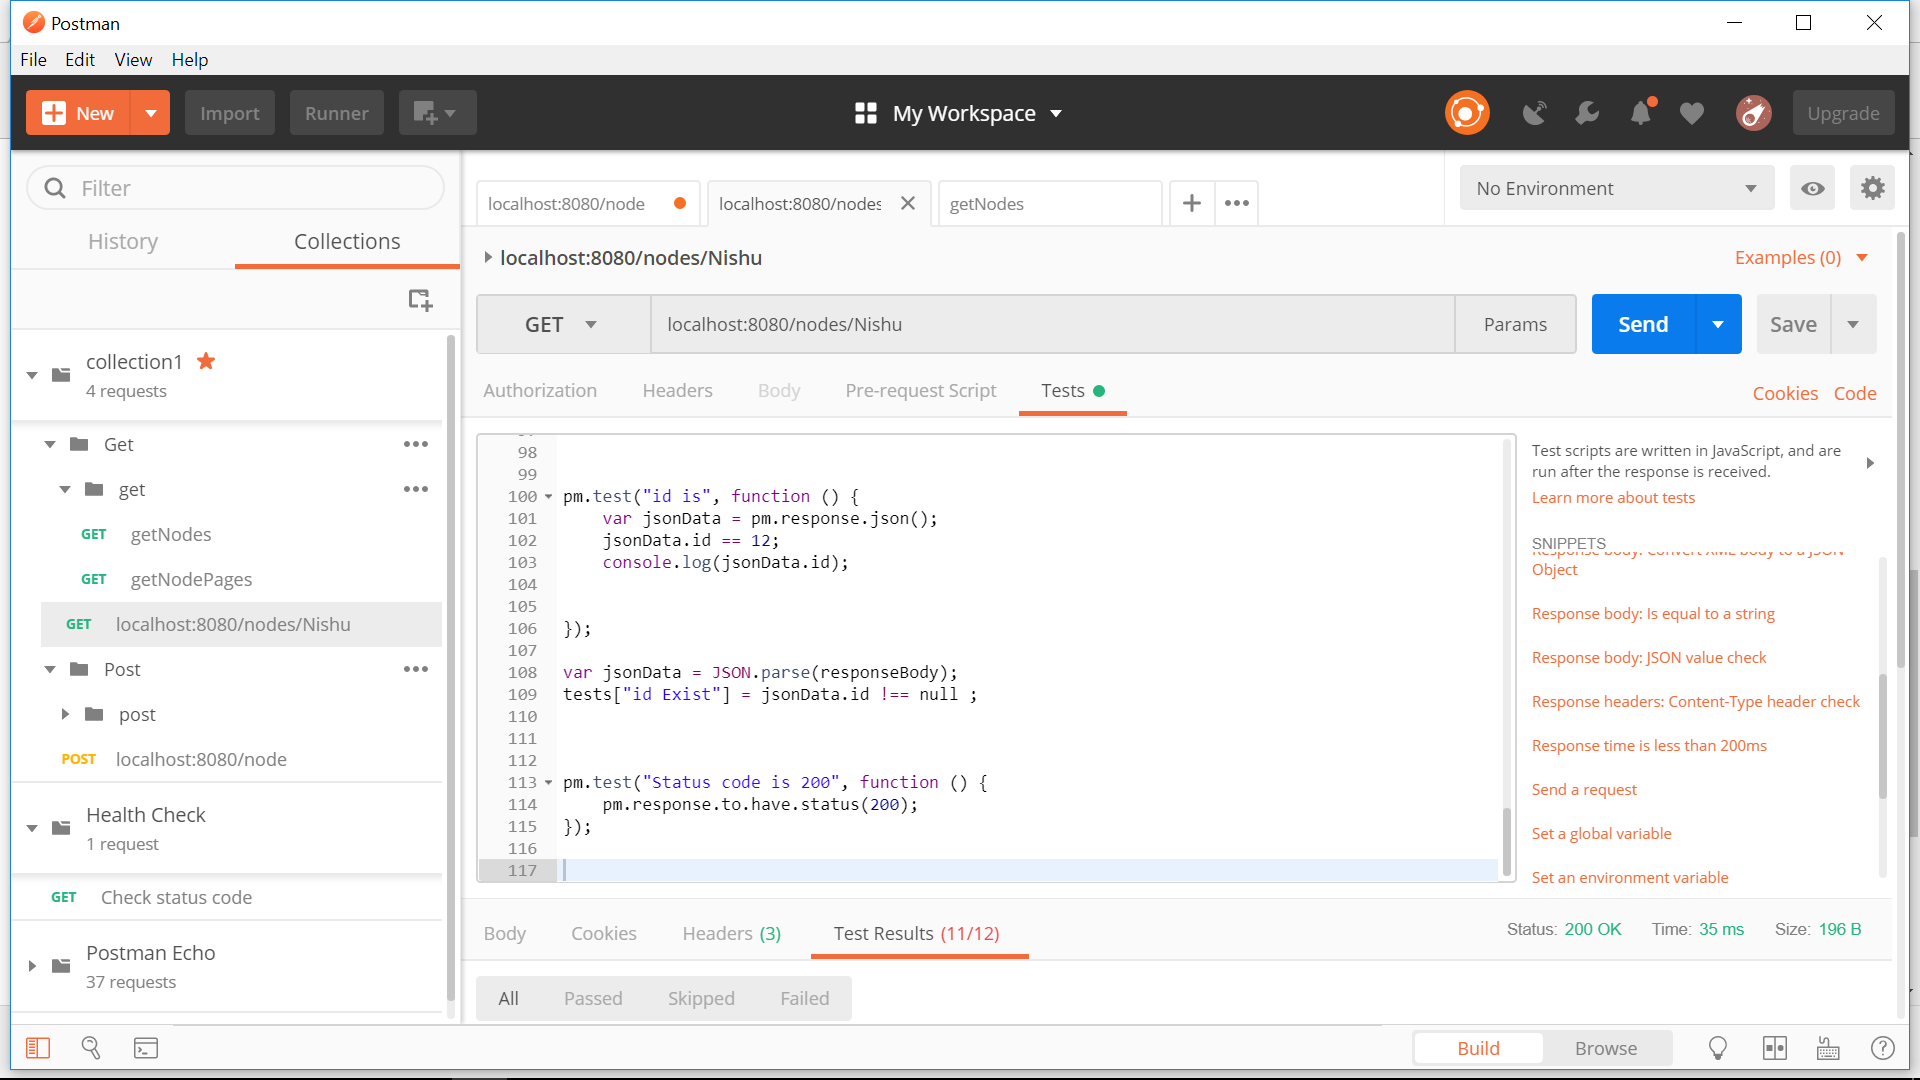 Postman
File Edit View Help
New Import Runner My Workspace Upgrade
Filter
History Collections
collection1
4 requests
Get
get
GET getNodes
GET getNodePages
GET localhost:8080/nodes/Nishu
Post
post
POST localhost:8080/node
Health Check
1 request
GET Check status code
Postman Echo
37 requests
localhost:8080/node localhost:8080/nodes getNodes No Environment
localhost:8080/nodes/Nishu Examples (0)
GET localhost:8080/nodes/Nishu Params Send Save
Authorization Headers Body Pre-request Script Tests Cookies Code
98
99
100 pm.test("id is", function () {
101 var jsonData = pm.response.json();
102 jsonData.id == 12;
103 console.log(jsonData.id);
104
105
106 });
107
108 var jsonData = JSON.parse(responseBody);
109 tests["id Exist"] = jsonData.id !== null ;
110
111
112
113 pm.test("Status code is 200", function () {
114 pm.response.to.have.status(200);
115 });
116
117
Test scripts are written in JavaScript, and are
run after the response is received.
Learn more about tests
SNIPPETS
Response body: Convert XML body to a JSON
Object
Response body: Is equal to a string
Response body: JSON value check
Response headers: Content-Type header check
Response time is less than 200ms
Send a request
Set a global variable
Set an environment variable
Body Cookies Headers (3) Test Results (11/12) Status: 200 OK Time: 35 ms Size: 196 B
All Passed Skipped Failed
Build Browse